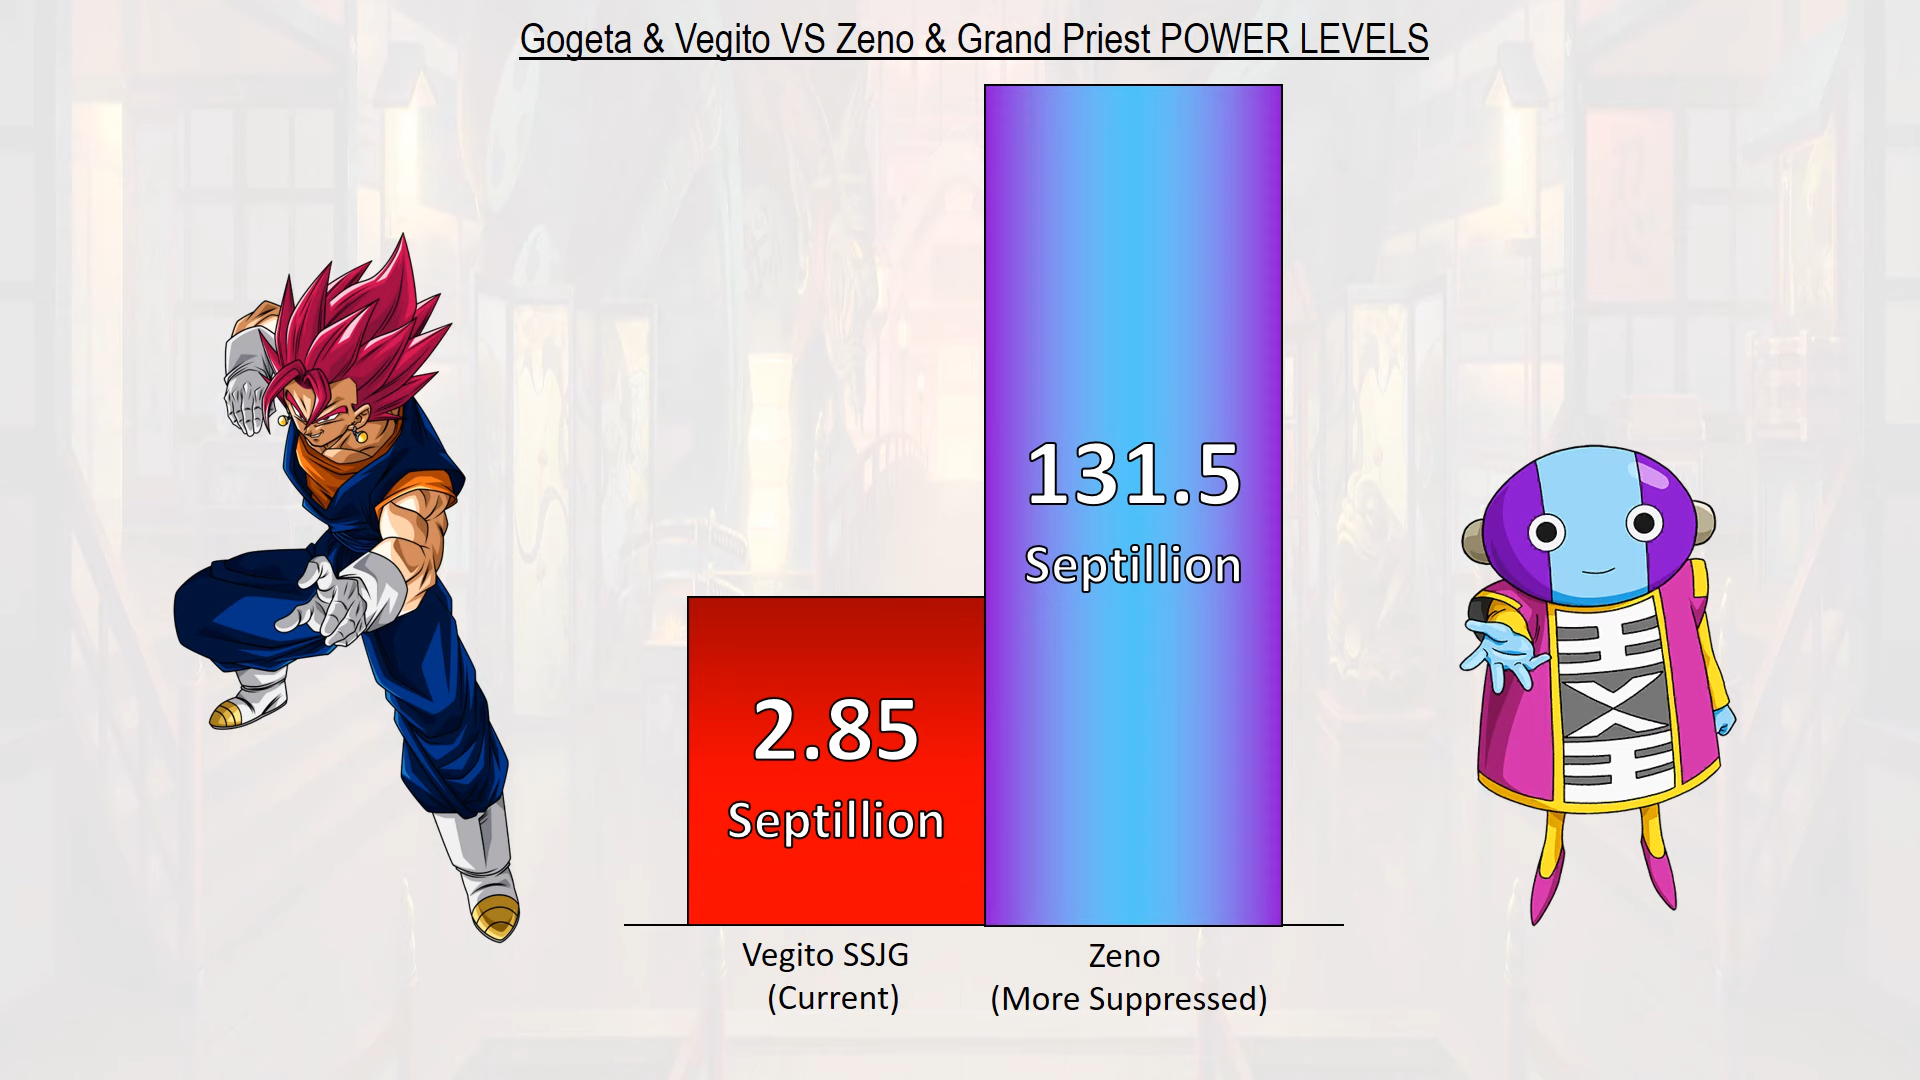 Gogeta & Vegito VS Zeno & Grand Priest POWER LEVELS
131.5
Septillion
2.85
Septillion
Vegito SSJG
(Current)
Zeno
(More Suppressed)